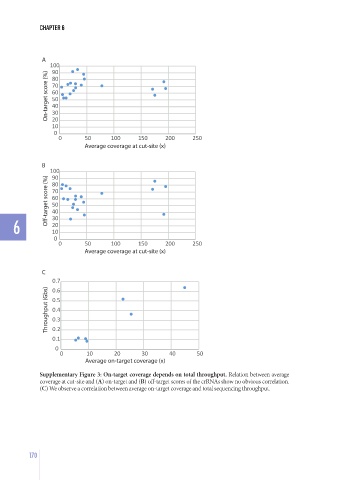 CHAPTER 6
A
On-target score (%)
100
90
80
70
60
50
40
30
20
10
0
0 50 100 150 200 250
Average coverage at cut-site (x)
B
Off-target score (%)
100
90
80
70
60
50
40
30
20
10
0
0 50 100 150 200 250
Average coverage at cut-site (x)
6
C
Throughput (Gbs)
0.7
0.6
0.5
0.4
0.3
0.2
0.1
0
0 10 20 30 40 50
Average on-target coverage (x)
Supplementary Figure 3: On-target coverage depends on total throughput. Relation between average
coverage at cut-site and (A) on-target and (B) off-target scores of the crRNAs show no obvious correlation.
(C) We observe a correlation between average on-target coverage and total sequencing throughput.
170